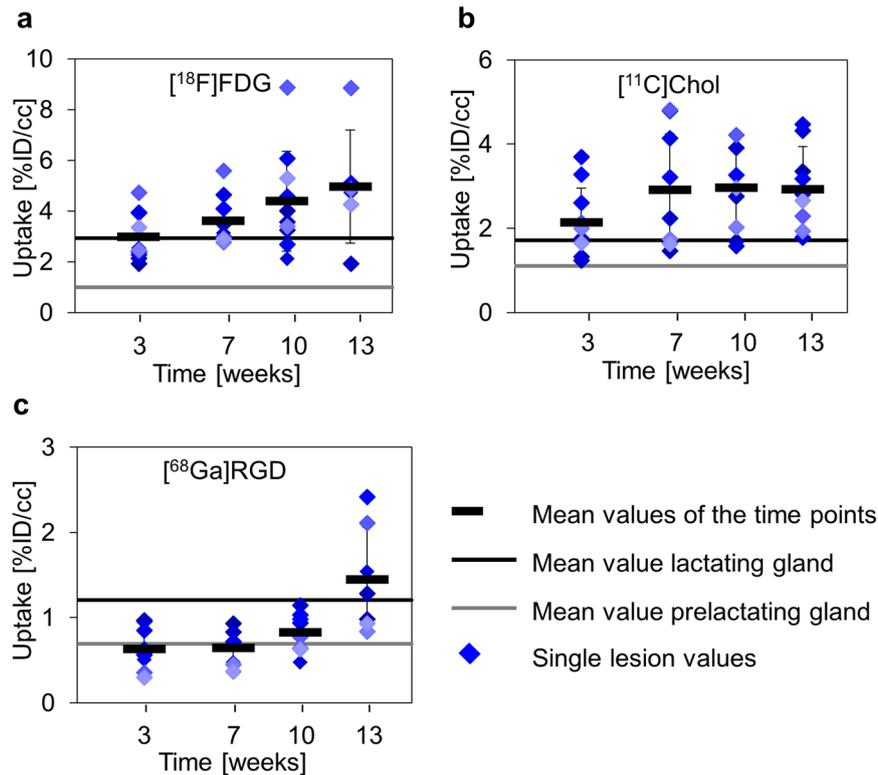 a
[18F]FDG
Uptake [%ID/cc]
10
8
6
4
2
0
3 7 10 13
Time [weeks]
b
[11C]Chol
Uptake [%ID/cc]
6
4
2
0
3 7 10 13
Time [weeks]
c
[68Ga]RGD
Uptake [%ID/cc]
3
2
1
0
3 7 10 13
Time [weeks]
Mean values of the time points
Mean value lactating gland
Mean value prelactating gland
Single lesion values